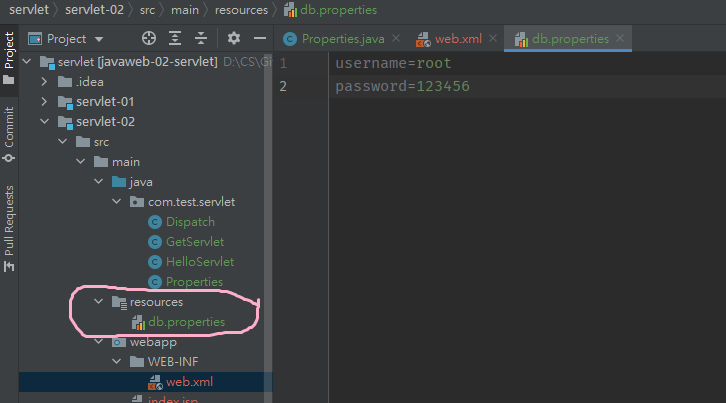 servlet > servlet-02 > src > main > resources > db.properties
Project
Properties.java
web.xml
db.properties
Project
Commit
Pull Requests
servlet [javaweb-02-servlet] D:\CS\Gi
.idea
servlet-01
servlet-02
src
main
java
com.test.servlet
Dispatch
GetServlet
HelloServlet
Properties
resources
db.properties
webapp
WEB-INF
web.xml
index.jsp
1 username=root
2 password=123456